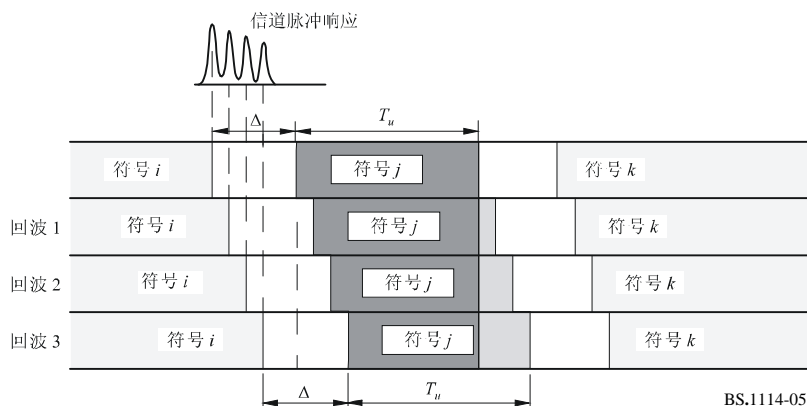 信道脉冲响应
Δ
T_u
符号 i
符号 j
符号 k
回波 1
符号 i
符号 j
符号 k
回波 2
符号 i
符号 j
符号 k
回波 3
符号 i
符号 j
符号 k
Δ
T_u
BS.1114-05